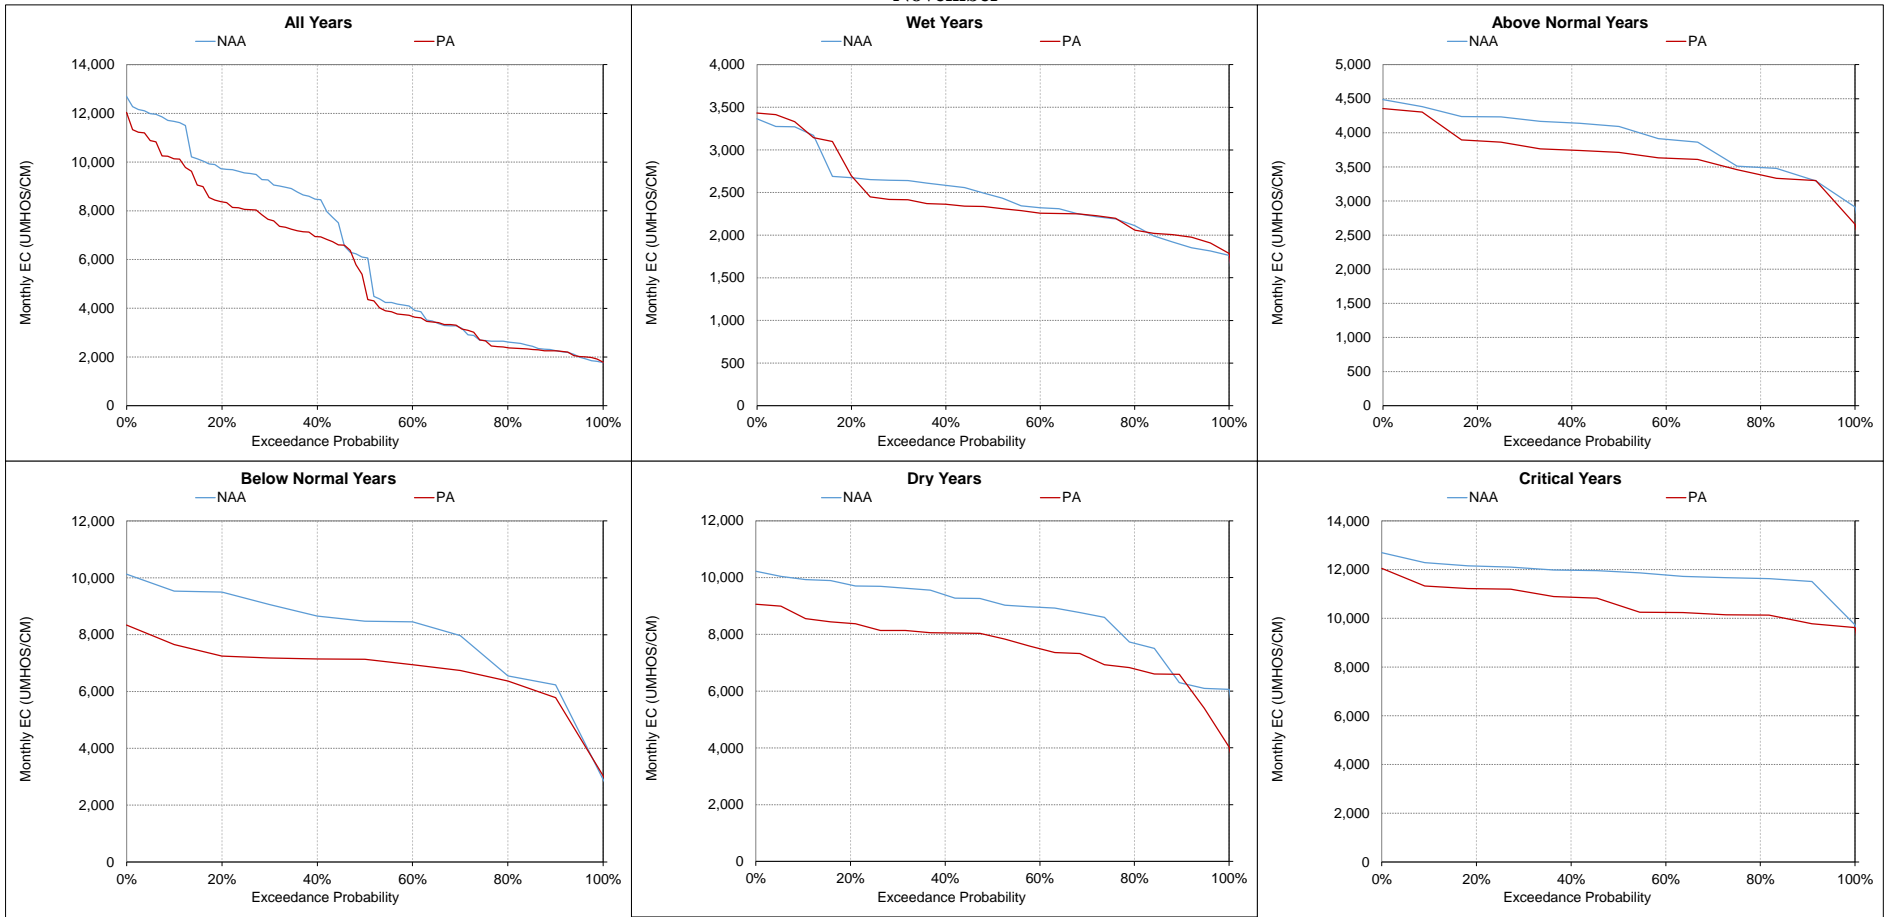 All Years
NAA PA
14,000
12,000
10,000
8,000
6,000
4,000
2,000
0
Monthly EC (UMHOS/CM)
0% 20% 40% 60% 80% 100%
Exceedance Probability
Wet Years
NAA PA
4,000
3,500
3,000
2,500
2,000
1,500
1,000
500
0
Monthly EC (UMHOS/CM)
0% 20% 40% 60% 80% 100%
Exceedance Probability
Above Normal Years
NAA PA
5,000
4,500
4,000
3,500
3,000
2,500
2,000
1,500
1,000
500
0
Monthly EC (UMHOS/CM)
0% 20% 40% 60% 80% 100%
Exceedance Probability
Below Normal Years
NAA PA
12,000
10,000
8,000
6,000
4,000
2,000
0
Monthly EC (UMHOS/CM)
0% 20% 40% 60% 80% 100%
Exceedance Probability
Dry Years
NAA PA
12,000
10,000
8,000
6,000
4,000
2,000
0
Monthly EC (UMHOS/CM)
0% 20% 40% 60% 80% 100%
Exceedance Probability
Critical Years
NAA PA
14,000
12,000
10,000
8,000
6,000
4,000
2,000
0
Monthly EC (UMHOS/CM)
0% 20% 40% 60% 80% 100%
Exceedance Probability